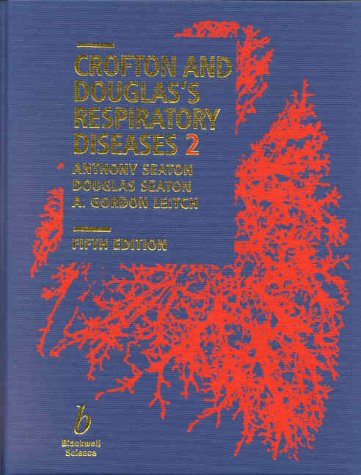 CROFTON AND
DOUGLAS'S
RESPIRATORY
DISEASES 2
ANTHONY SEATON
DOUGLAS SEATON
A. GORDON LEITCH
FIFTH EDITION
b
Blackwell
Science